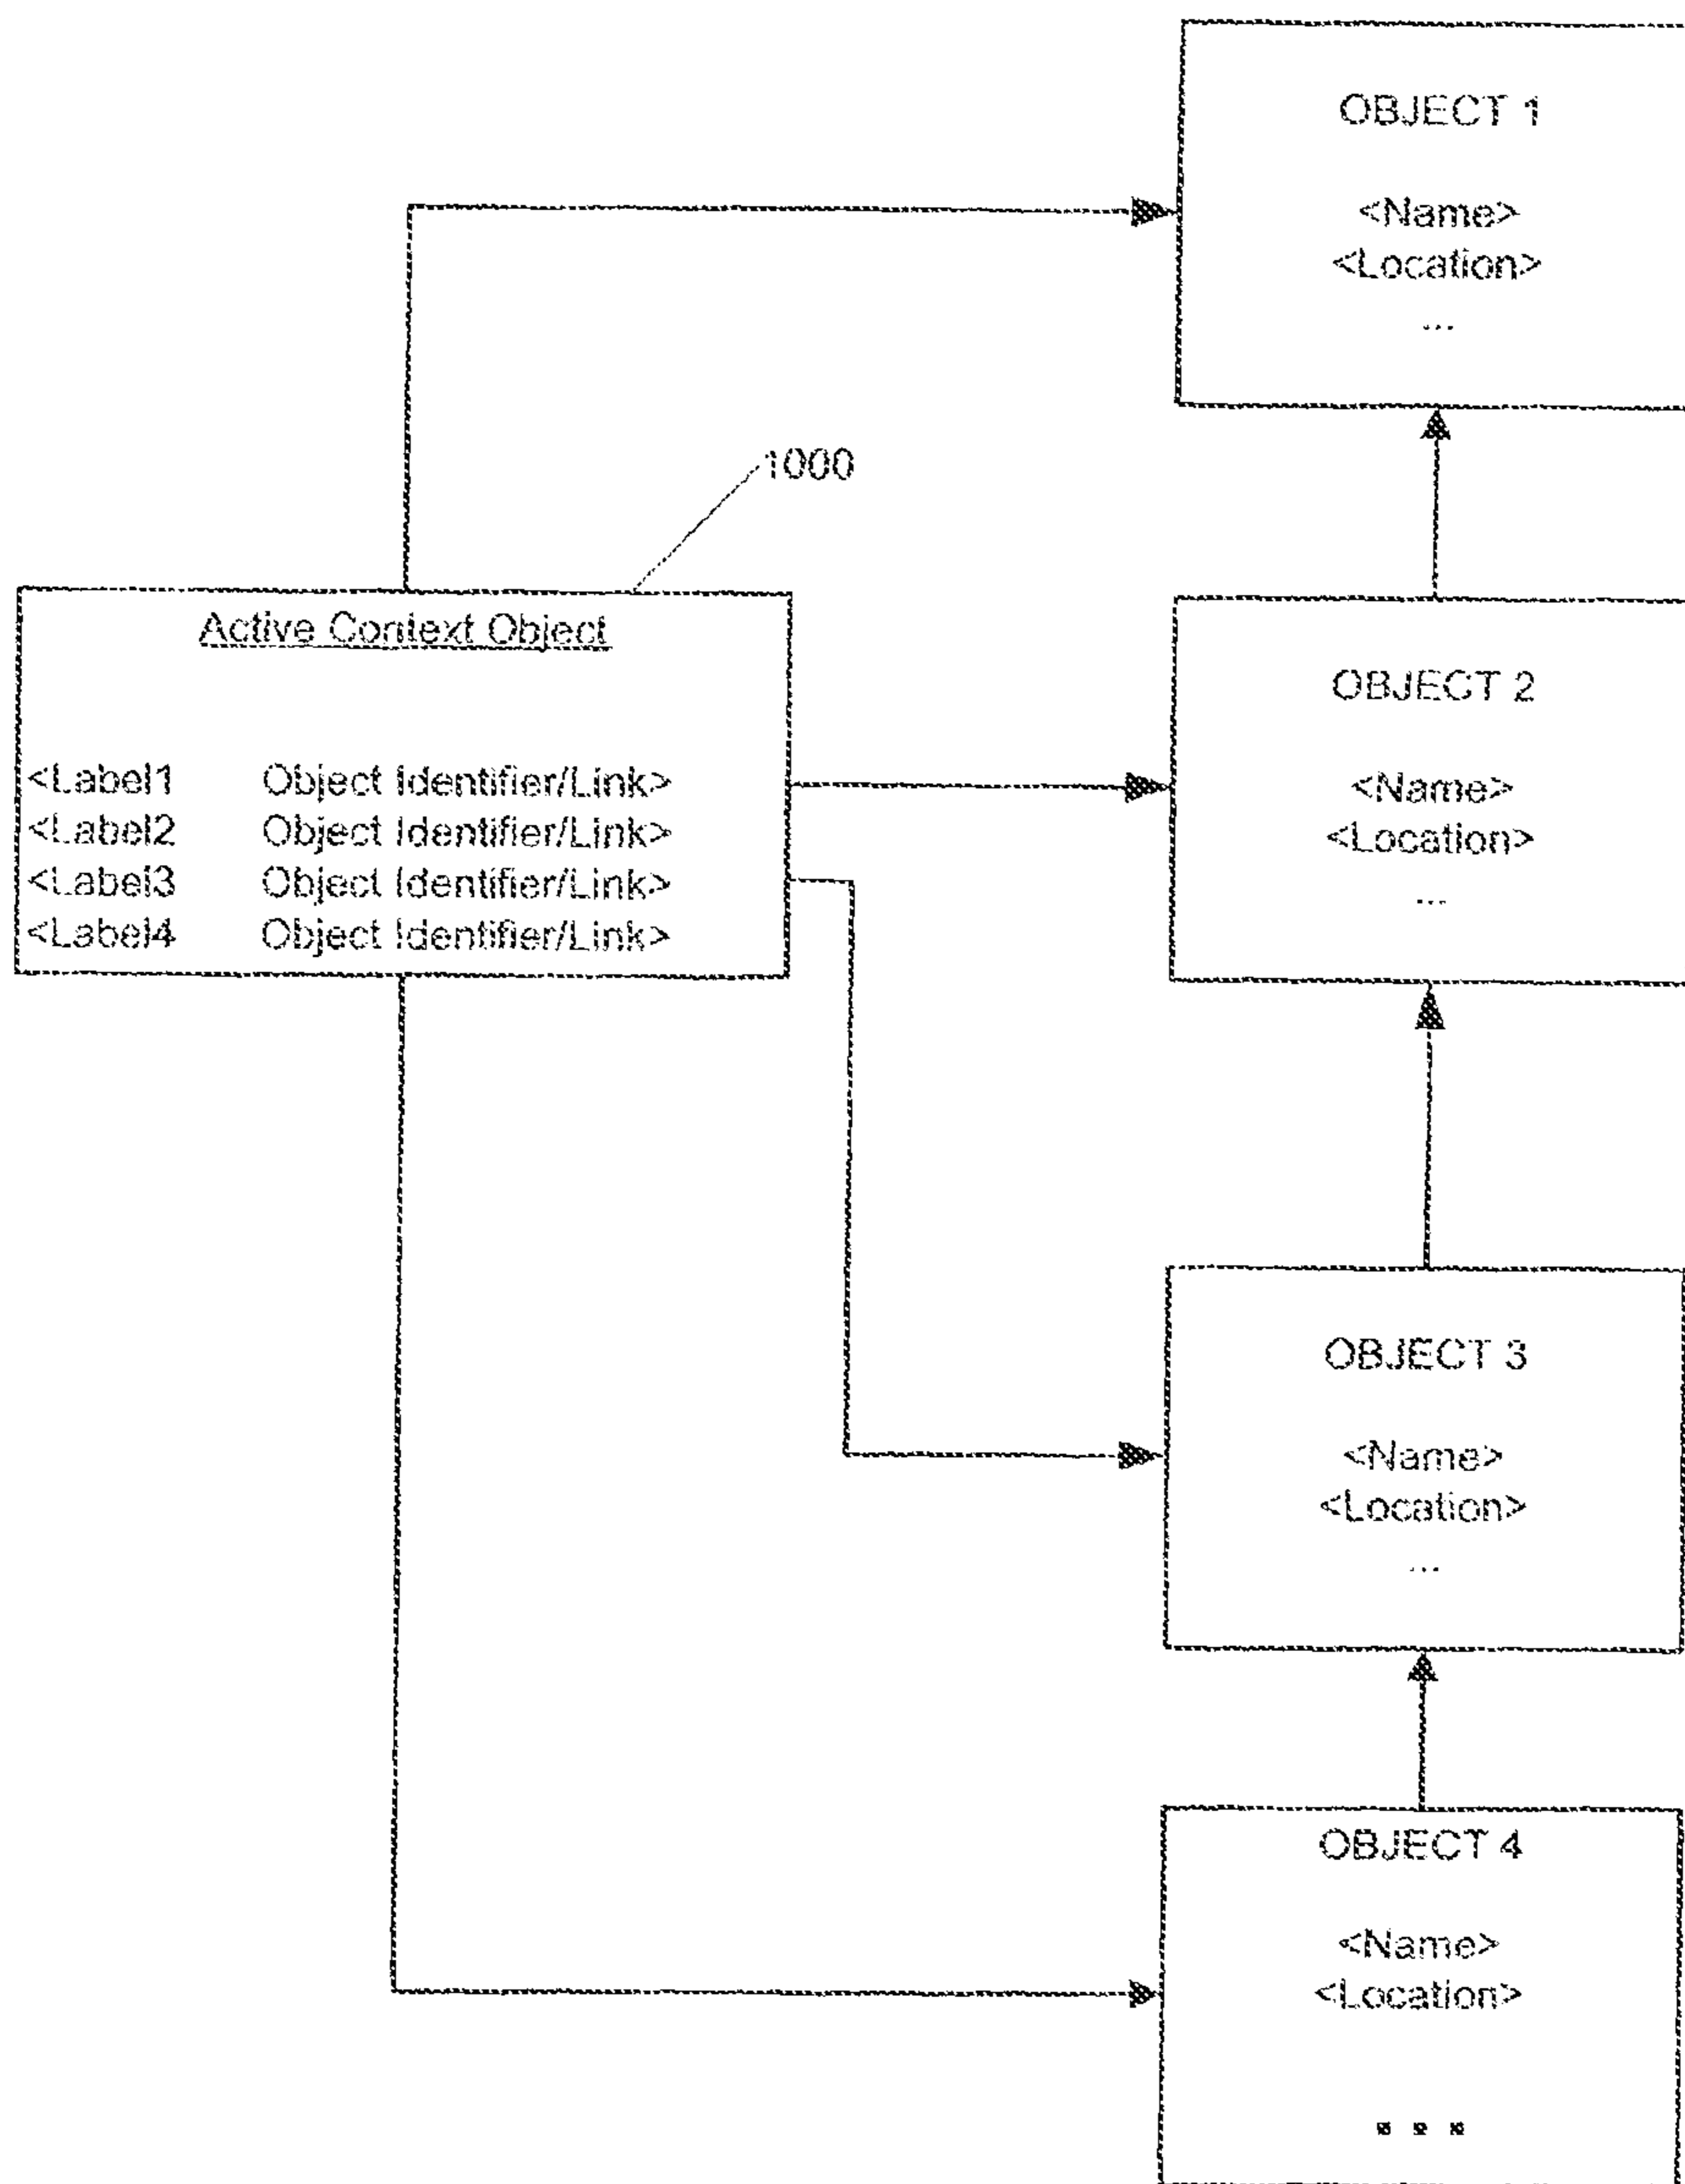 OBJECT 1
<Name>
<Location>
...
1000
Active Context Object
<Label1 Object Identifier/Link>
<Label2 Object Identifier/Link>
<Label3 Object Identifier/Link>
<Label4 Object Identifier/Link>
OBJECT 2
<Name>
<Location>
...
OBJECT 3
<Name>
<Location>
...
OBJECT 4
<Name>
<Location>
...